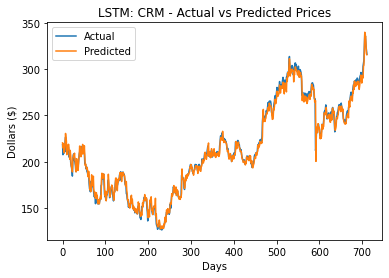 LSTM: CRM - Actual vs Predicted Prices
Actual
Predicted
350
300
250
200
150
Dollars ($)
0 100 200 300 400 500 600 700
Days